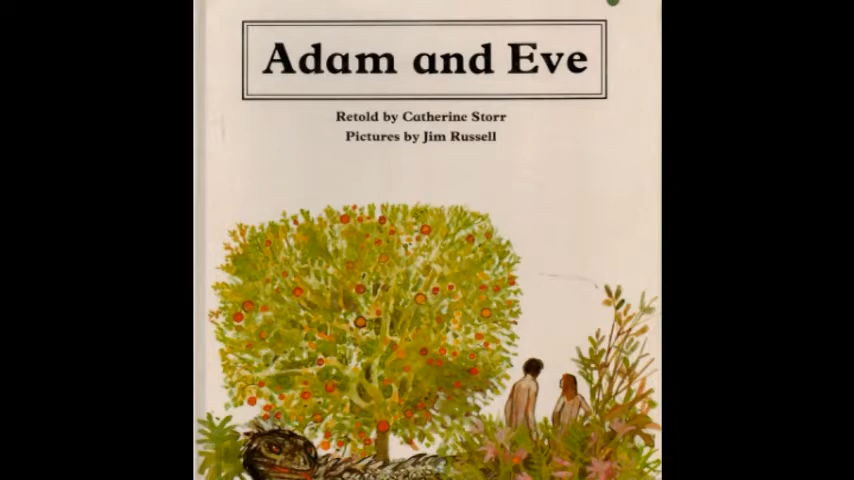 Adam and Eve
Retold by Catherine Storr
Pictures by Jim Russell